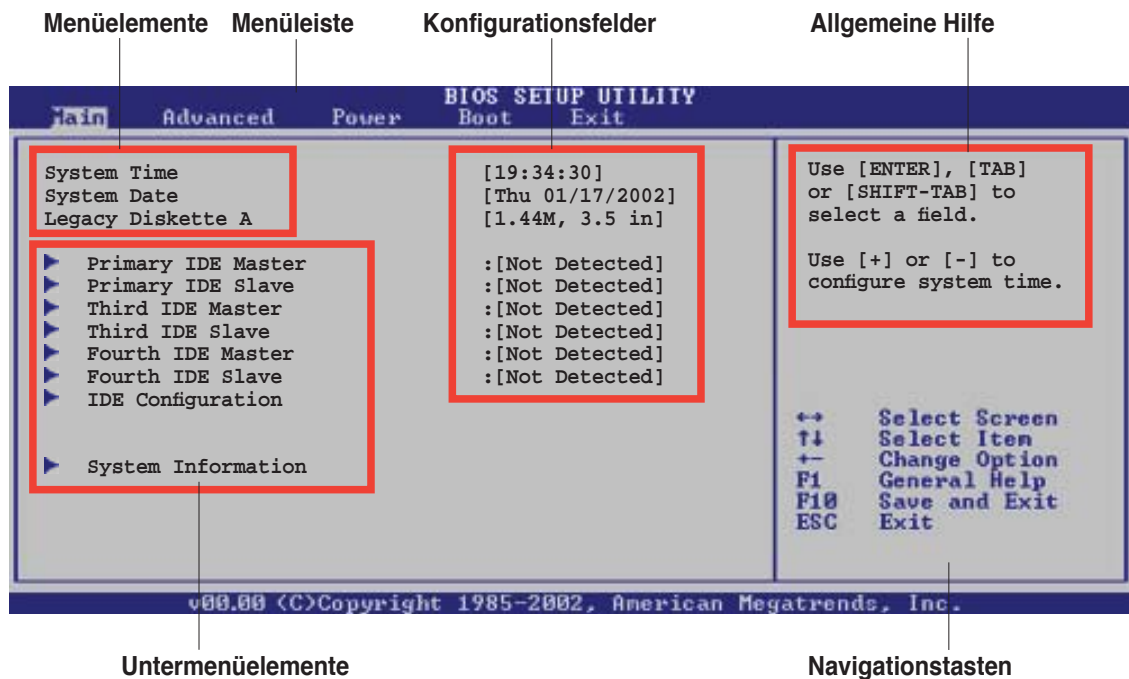 Menüelemente Menüleiste Konfigurationsfelder Allgemeine Hilfe
BIOS SETUP UTILITY
Main Advanced Power Boot Exit
System Time [19:34:30]
System Date [Thu 01/17/2002]
Legacy Diskette A [1.44M, 3.5 in]
Primary IDE Master :[Not Detected]
Primary IDE Slave :[Not Detected]
Third IDE Master :[Not Detected]
Third IDE Slave :[Not Detected]
Fourth IDE Master :[Not Detected]
Fourth IDE Slave :[Not Detected]
IDE Configuration
System Information
Use [ENTER], [TAB]
or [SHIFT-TAB] to
select a field.
Use [+] or [-] to
configure system time.
↔ Select Screen
↑↓ Select Item
+- Change Option
F1 General Help
F10 Save and Exit
ESC Exit
v00.00 (C)Copyright 1985-2002, American Megatrends, Inc.
Untermenüelemente Navigationstasten